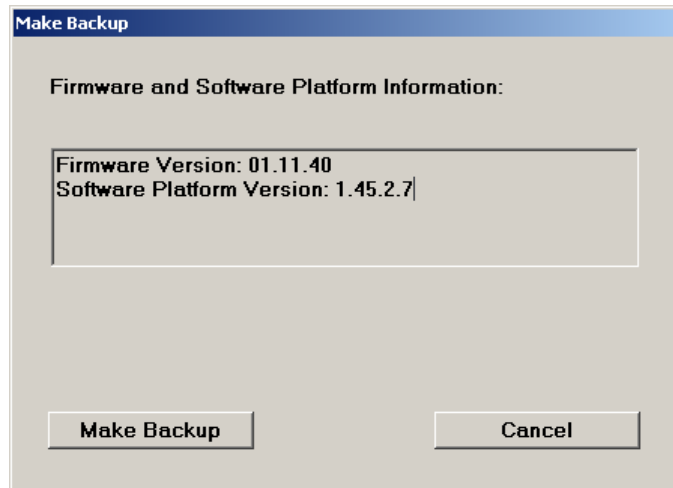 Make Backup
Firmware and Software Platform Information:
Firmware Version: 01.11.40
Software Platform Version: 1.45.2.7
Make Backup
Cancel